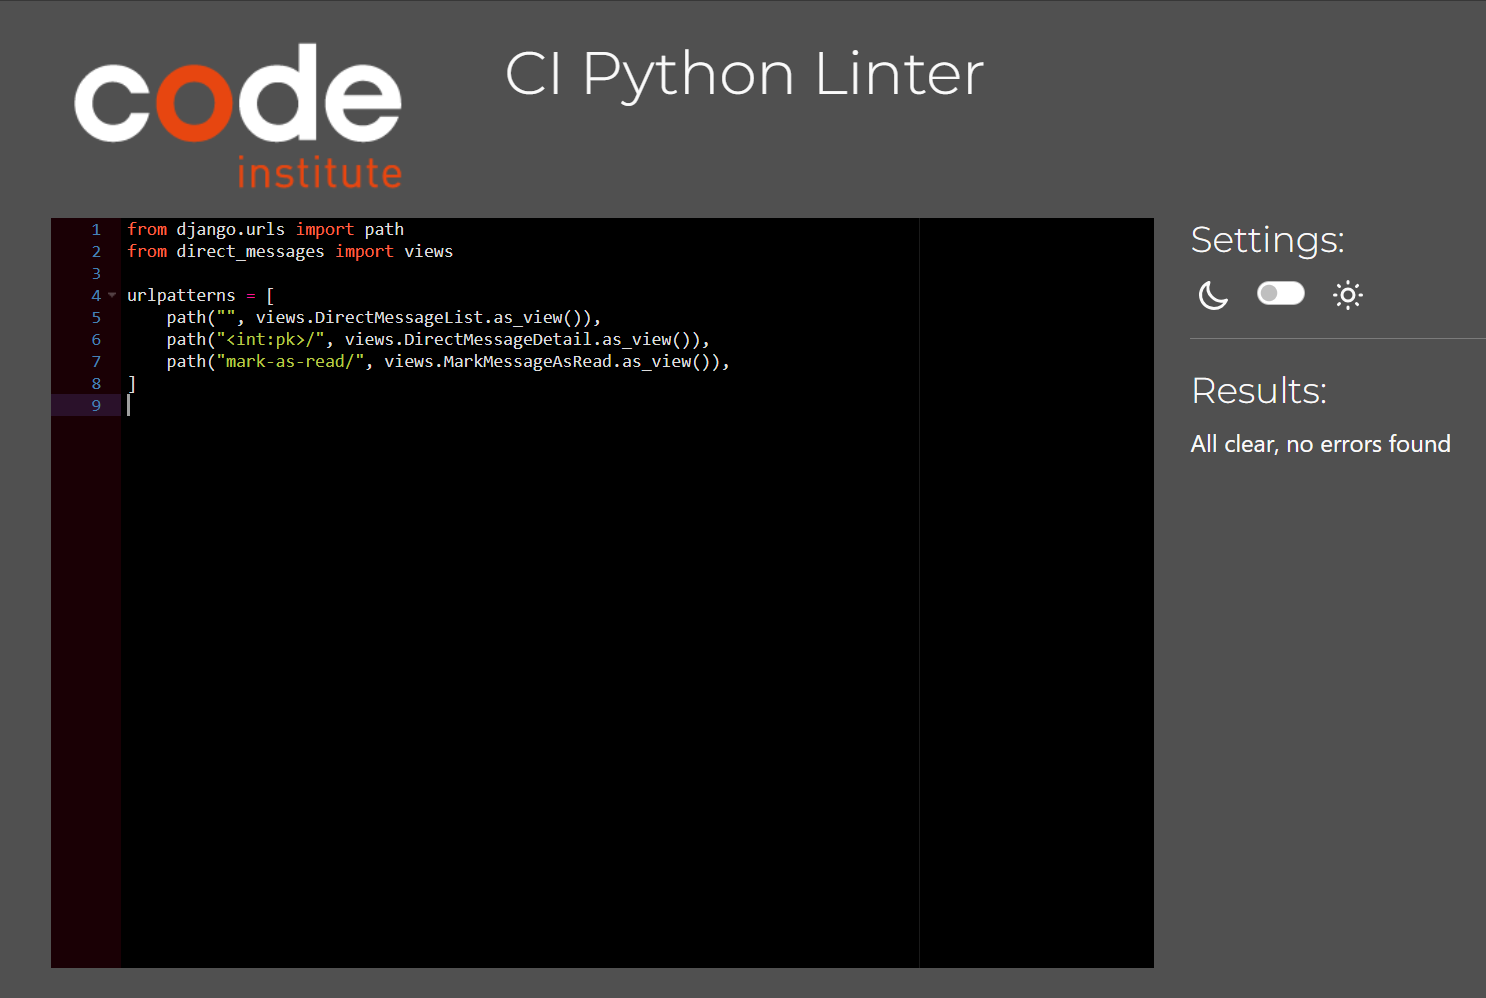 code
institute
CI Python Linter
1 from django.urls import path
2 from direct_messages import views
3
4 urlpatterns = [
5     path("", views.DirectMessageList.as_view()),
6     path("<int:pk>/", views.DirectMessageDetail.as_view()),
7     path("mark-as-read/", views.MarkMessageAsRead.as_view()),
8 ]
9
Settings:
Results:
All clear, no errors found